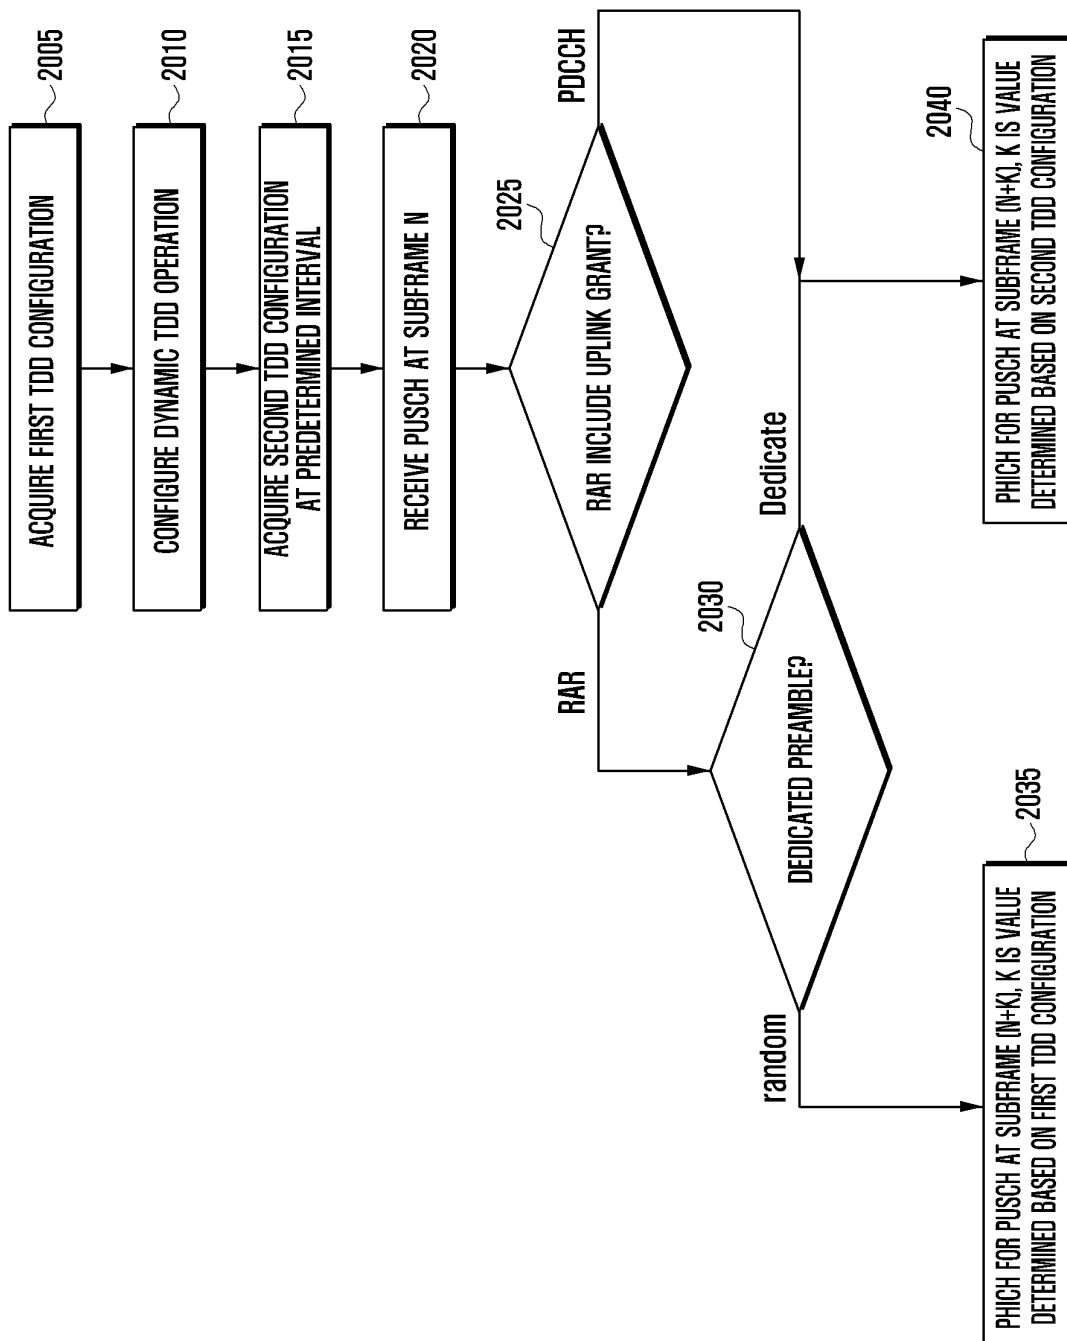 ACQUIRE FIRST TDD CONFIGURATION
2005
CONFIGURE DYNAMIC TDD OPERATION
2010
ACQUIRE SECOND TDD CONFIGURATION
AT PREDETERMINED INTERVAL
2015
RECEIVE PUSCH AT SUBFRAME N
2020
RAR INCLUDE UPLINK GRANT?
2025
RAR
PDCCH
DEDICATED PREAMBLE?
2030
random
Dedicate
PHICH FOR PUSCH AT SUBFRAME (N+K), K IS VALUE
DETERMINED BASED ON FIRST TDD CONFIGURATION
2035
PHICH FOR PUSCH AT SUBFRAME (N+K), K IS VALUE
DETERMINED BASED ON SECOND TDD CONFIGURATION
2040